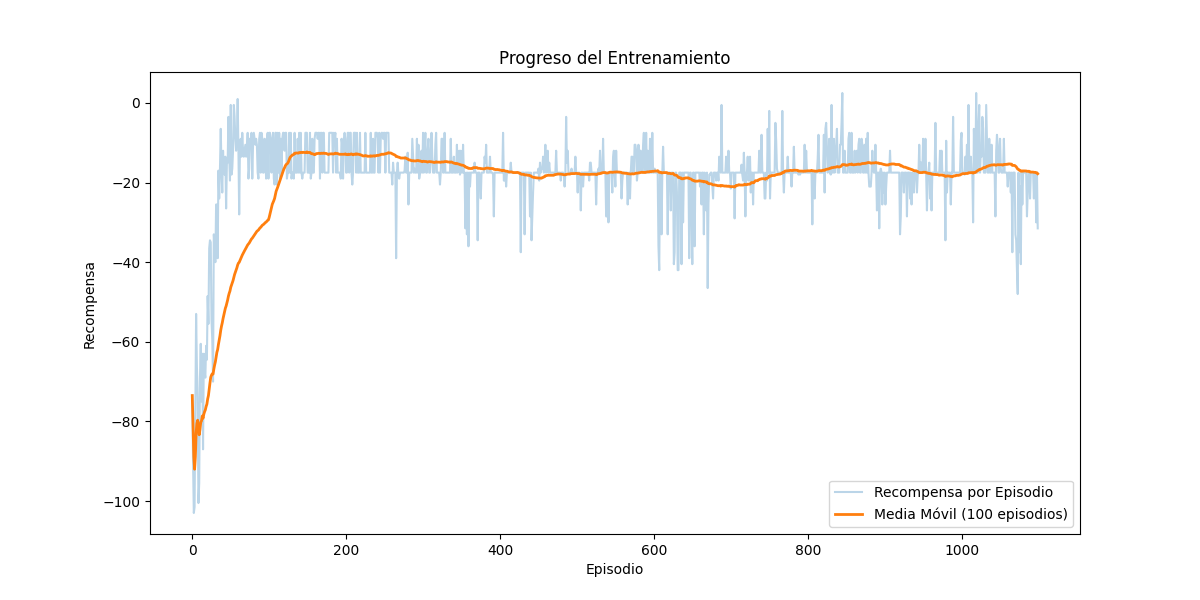 Progreso del Entrenamiento
Recompensa
0
−20
−40
−60
−80
−100
0 200 400 600 800 1000
Episodio
Recompensa por Episodio
Media Móvil (100 episodios)